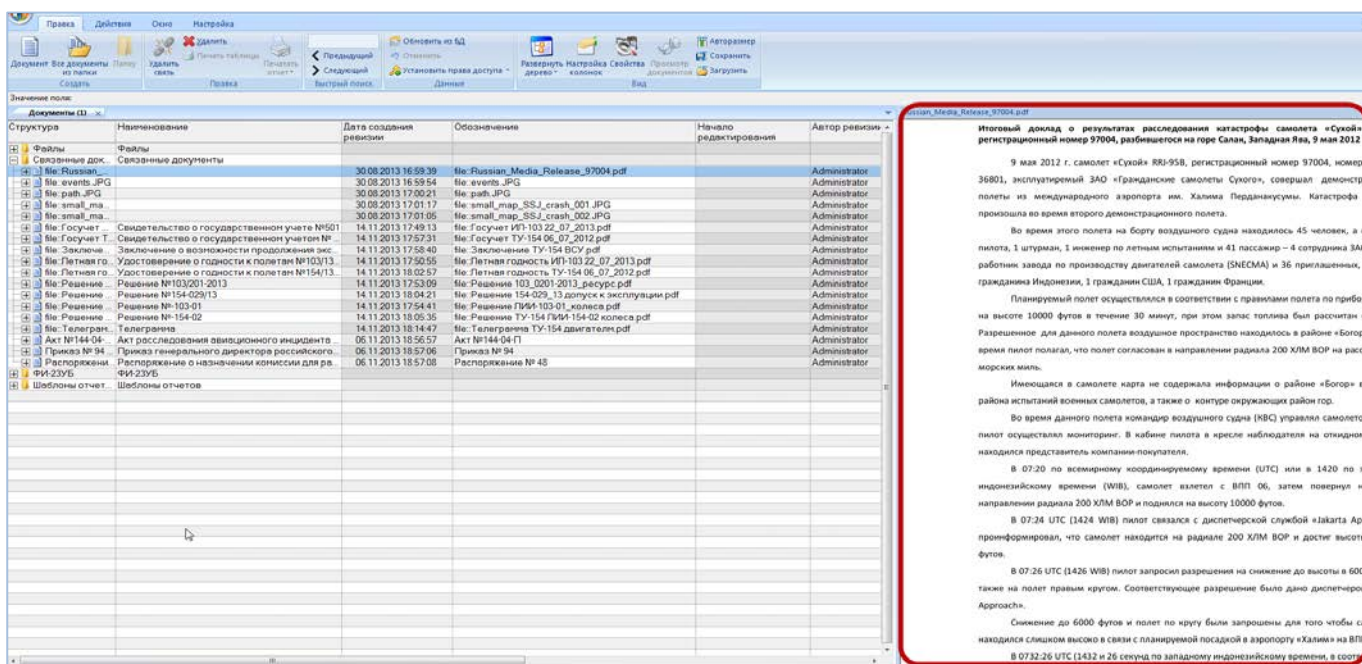 Правка Действия Окно Настройка
Документ Все документы из папки Папку
Создать
Удалить связь
Удалить
Печать таблицы
Печатать отчет
Правка
Предыдущий
Следующий
Быстрый поиск
Обновить из БД
Отменить
Установить права доступа
Данные
Развернуть дерево Настройка колонок Свойства Просмотр документов
Авторазмер
Сохранить
Загрузить
Вид
Значение поля:
Документы (1)
Russian_Media_Release_97004.pdf
Структура Наименование Дата создания ревизии Обозначение Начало редактирования Автор ревизии
Файлы Файлы
Связанные док... Связанные документы
file::Russian_... 30.08.2013 16:59:39 file::Russian_Media_Release_97004.pdf Administrator
file::events.JPG 30.08.2013 16:59:54 file::events.JPG Administrator
file::path.JPG 30.08.2013 17:00:21 file::path.JPG Administrator
file::small_ma... 30.08.2013 17:01:17 file::small_map_SSJ_crash_001.JPG Administrator
file::small_ma... 30.08.2013 17:01:05 file::small_map_SSJ_crash_002.JPG Administrator
file::Госучет ... Свидетельство о государственном учете №501 14.11.2013 17:49:13 file::Госучет ИП-103 22_07_2013.pdf Administrator
file::Госучет Т... Свидетельство о государственном учетом № ... 14.11.2013 17:57:31 file::Госучет ТУ-154 06_07_2012.pdf Administrator
file::Заключе... Заключение о возможности продолжения экс... 14.11.2013 17:58:40 file::Заключение ТУ-154 ВСУ.pdf Administrator
file::Летная го... Удостоверение о годности к полетам №103/13... 14.11.2013 17:50:55 file::Летная годность ИЛ-103 22_07_2013.pdf Administrator
file::Летная го... Удостоверение о годности к полетам №154/13... 14.11.2013 18:02:57 file::Летная годность ТУ-154 06_07_2012.pdf Administrator
file::Решение ... Решение №103/201-2013 14.11.2013 17:53:09 file::Решение 103_0201-2013_ресурс.pdf Administrator
file::Решение ... Решение №154-029/13 14.11.2013 18:04:21 file::Решение 154-029_13 допуск к эксплуации.pdf Administrator
file::Решение ... Решение №-103-01 14.11.2013 17:54:41 file::Решение ПИИ-103-01_колеса.pdf Administrator
file::Решение ... Решение №-154-02 14.11.2013 18:05:35 file::Решение ТУ-154 ПИИ-154-02 колеса.pdf Administrator
file::Телеграм... Телеграмма 14.11.2013 18:14:47 file::Телеграмма ТУ-154 двигатели.pdf Administrator
Акт №144-04-... Акт расследования авиационного инцидента ... 06.11.2013 18:56:57 Акт №144-04-П Administrator
Приказ № 94 ... Приказ генерального директора российского... 06.11.2013 18:57:06 Приказ № 94 Administrator
Распоряжени... Распоряжение о назначении комиссии для ра... 06.11.2013 18:57:08 Распоряжение № 48 Administrator
ФИ-23УБ ФИ-23УБ
Шаблоны отчет... Шаблоны отчетов
Итоговый доклад о результатах расследования катастрофы самолета «Сухой»
регистрационный номер 97004, разбившегося на горе Салак, Западная Ява, 9 мая 2012
9 мая 2012 г. самолет «Сухой» RRJ-95B, регистрационный номер 97004, номер
36801, эксплуатируемый ЗАО «Гражданские самолеты Сухого», совершал демонстр
полеты из международного аэропорта им. Халима Перданакусумы. Катастрофа
произошла во время второго демонстрационного полета.
Во время этого полета на борту воздушного судна находилось 45 человек, а
пилота, 1 штурман, 1 инженер по летным испытаниям и 41 пассажир – 4 сотрудника ЗА
работник завода по производству двигателей самолета (SNECMA) и 36 приглашенных,
гражданина Индонезии, 1 гражданин США, 1 гражданин Франции.
Планируемый полет осуществлялся в соответствии с правилами полета по прибо
на высоте 10000 футов в течение 30 минут, при этом запас топлива был рассчитан
Разрешенное для данного полета воздушное пространство находилось в районе «Богор
время пилот полагал, что полет согласован в направлении радиала 200 ХЛМ ВОР на расс
морских миль.
Имеющаяся в самолете карта не содержала информации о районе «Богор» в
района испытаний военных самолетов, а также о контуре окружающих район гор.
Во время данного полета командир воздушного судна (КВС) управлял самолето
пилот осуществлял мониторинг. В кабине пилота в кресле наблюдателя на откидном
находился представитель компании-покупателя.
В 07:20 по всемирному координируемому времени (UTC) или в 1420 по з
индонезийскому времени (WIB), самолет взлетел с ВПП 06, затем повернул н
направлении радиала 200 ХЛМ ВОР и поднялся на высоту 10000 футов.
В 07:24 UTC (1424 WIB) пилот связался с диспетчерской службой «Jakarta Ap
проинформировал, что самолет находится на радиале 200 ХЛМ ВОР и достиг высоты
футов.
В 07:26 UTC (1426 WIB) пилот запросил разрешения на снижение до высоты в 600
также на полет правым кругом. Соответствующее разрешение было дано диспетчеро
Approach».
Снижение до 6000 футов и полет по кругу были запрошены для того чтобы с
находился слишком высоко в связи с планируемой посадкой в аэропорту «Халим» на ВПП
В 0732:26 UTC (1432 и 26 секунд по западному индонезийскому времени, в соотв